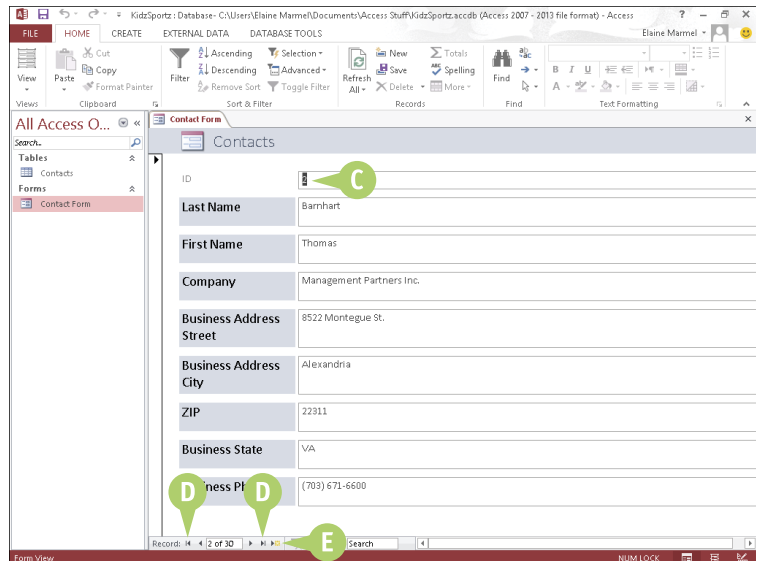 KidzSportz : Database- C:\Users\Elaine Marmel\Documents\Access Stuff\KidzSportz.accdb (Access 2007 - 2013 file format) - Access ?
FILE HOME CREATE EXTERNAL DATA DATABASE TOOLS Elaine Marmel
View
Views
Paste
Cut
Copy
Format Painter
Clipboard
Filter
Ascending
Descending
Remove Sort
Selection
Advanced
Toggle Filter
Sort & Filter
Refresh
All
New
Save
Delete
Totals
Spelling
More
Records
Find
Find
B I U
A
Text Formatting
All Access O...
Search..
Tables
Contacts
Forms
Contact Form
Contact Form
Contacts
ID 2
C
Last Name Barnhart
First Name Thomas
Company Management Partners Inc.
Business Address
Street
8522 Montegue St.
Business Address
City
Alexandria
ZIP 22311
Business State VA
iness Ph (703) 671-6600
D D
E
Record: 2 of 30 Search
Form View NUM LOCK